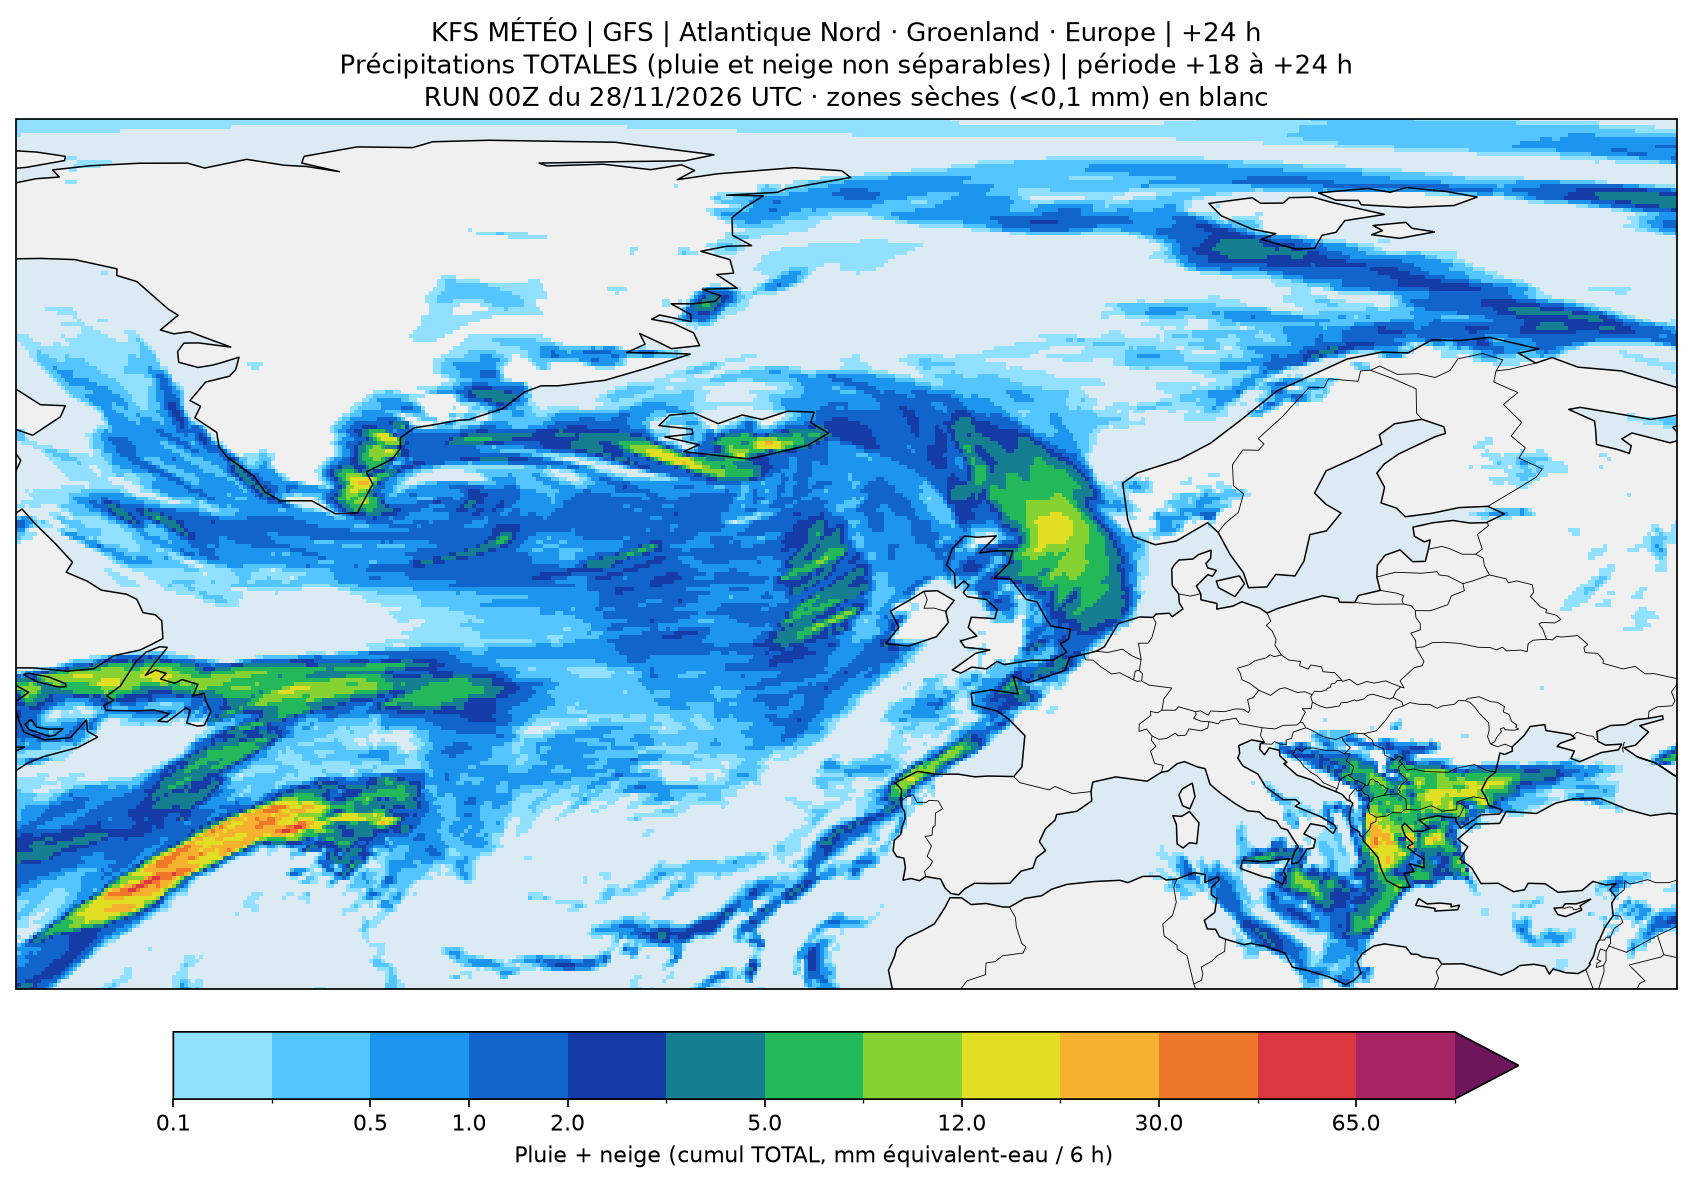 KFS MÉTÉO | GFS | Atlantique Nord · Groenland · Europe | +24 h
Précipitations TOTALES (pluie et neige non séparables) | période +18 à +24 h
RUN 00Z du 28/11/2026 UTC · zones sèches (<0,1 mm) en blanc
0.1 0.5 1.0 2.0 5.0 12.0 30.0 65.0
Pluie + neige (cumul TOTAL, mm équivalent-eau / 6 h)